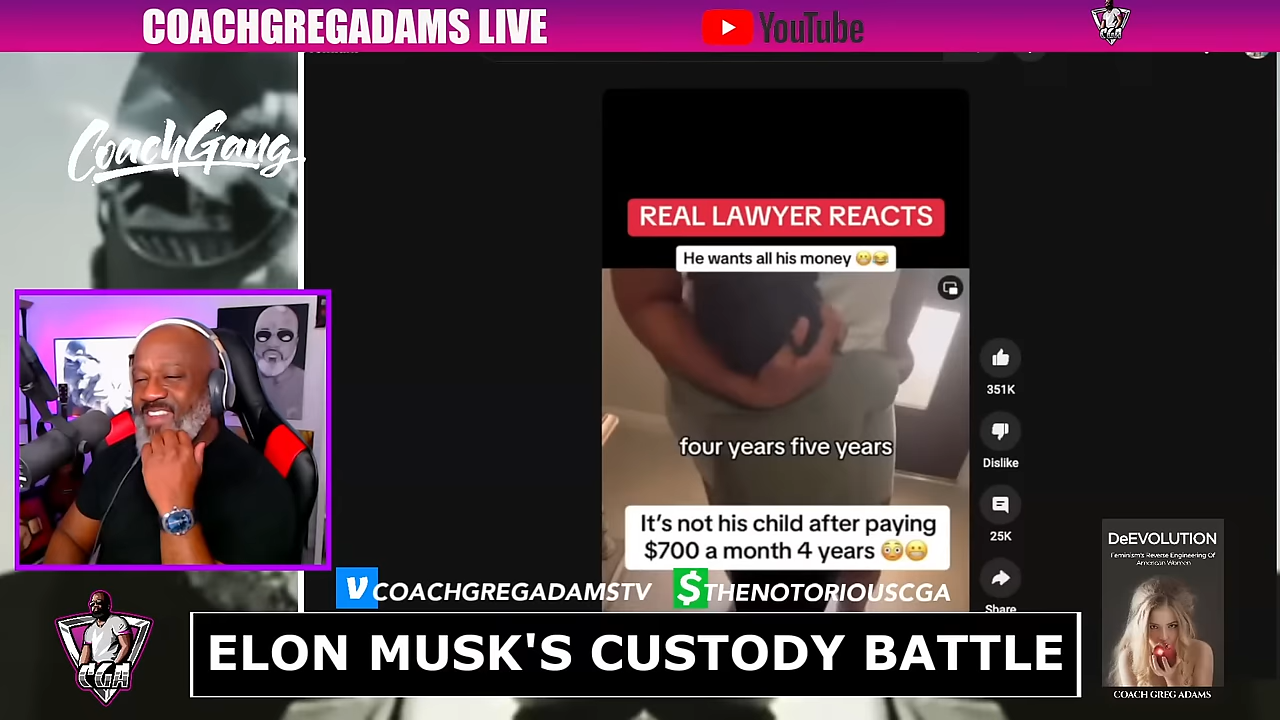 COACHGREGADAMS LIVE
YouTube
CGA
CoachGang
REAL LAWYER REACTS
He wants all his money 😬😂
four years five years
It's not his child after paying
$700 a month 4 years 😳😬
351K
Dislike
25K
Share
DeEVOLUTION
Feminism's Reverse Engineering Of
American Women
COACH GREG ADAMS
V COACHGREGADAMSTV $THENOTORIOUSCGA
CGA
ELON MUSK'S CUSTODY BATTLE